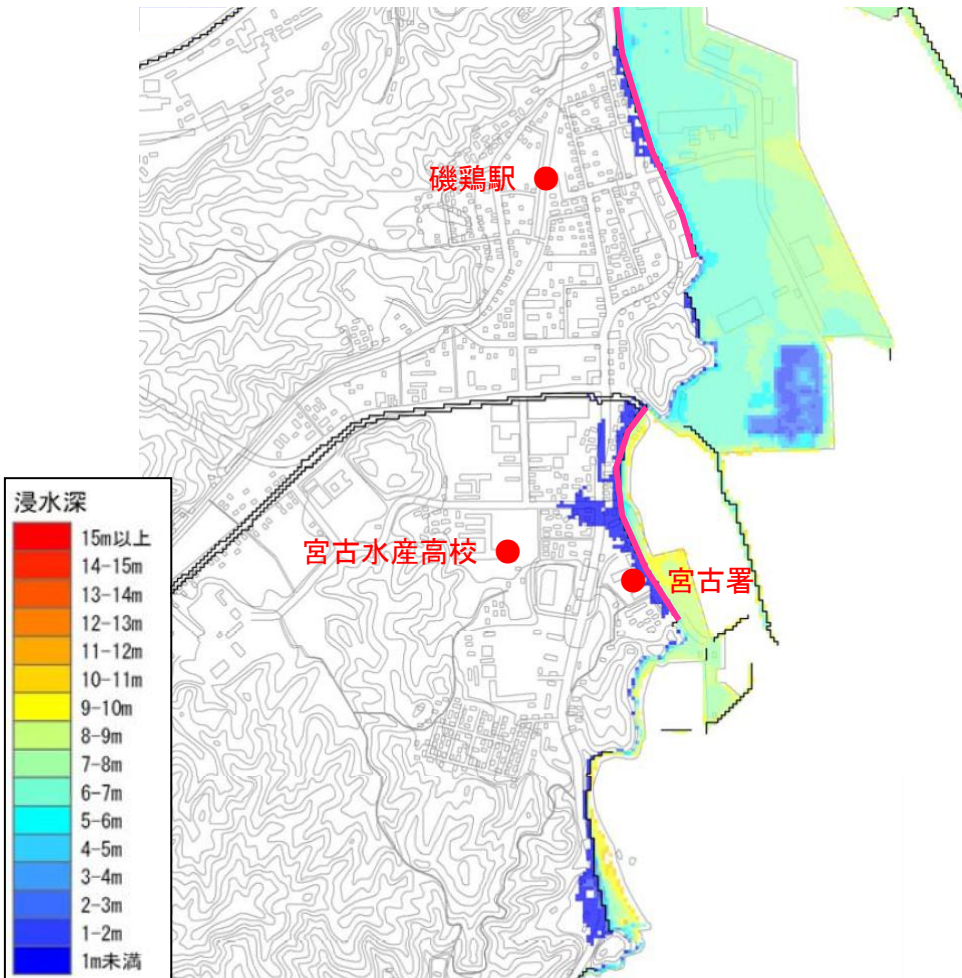 磯鶏駅
宮古水産高校
宮古署
浸水深
15m以上
14-15m
13-14m
12-13m
11-12m
10-11m
9-10m
8-9m
7-8m
6-7m
5-6m
4-5m
3-4m
2-3m
1-2m
1m未満